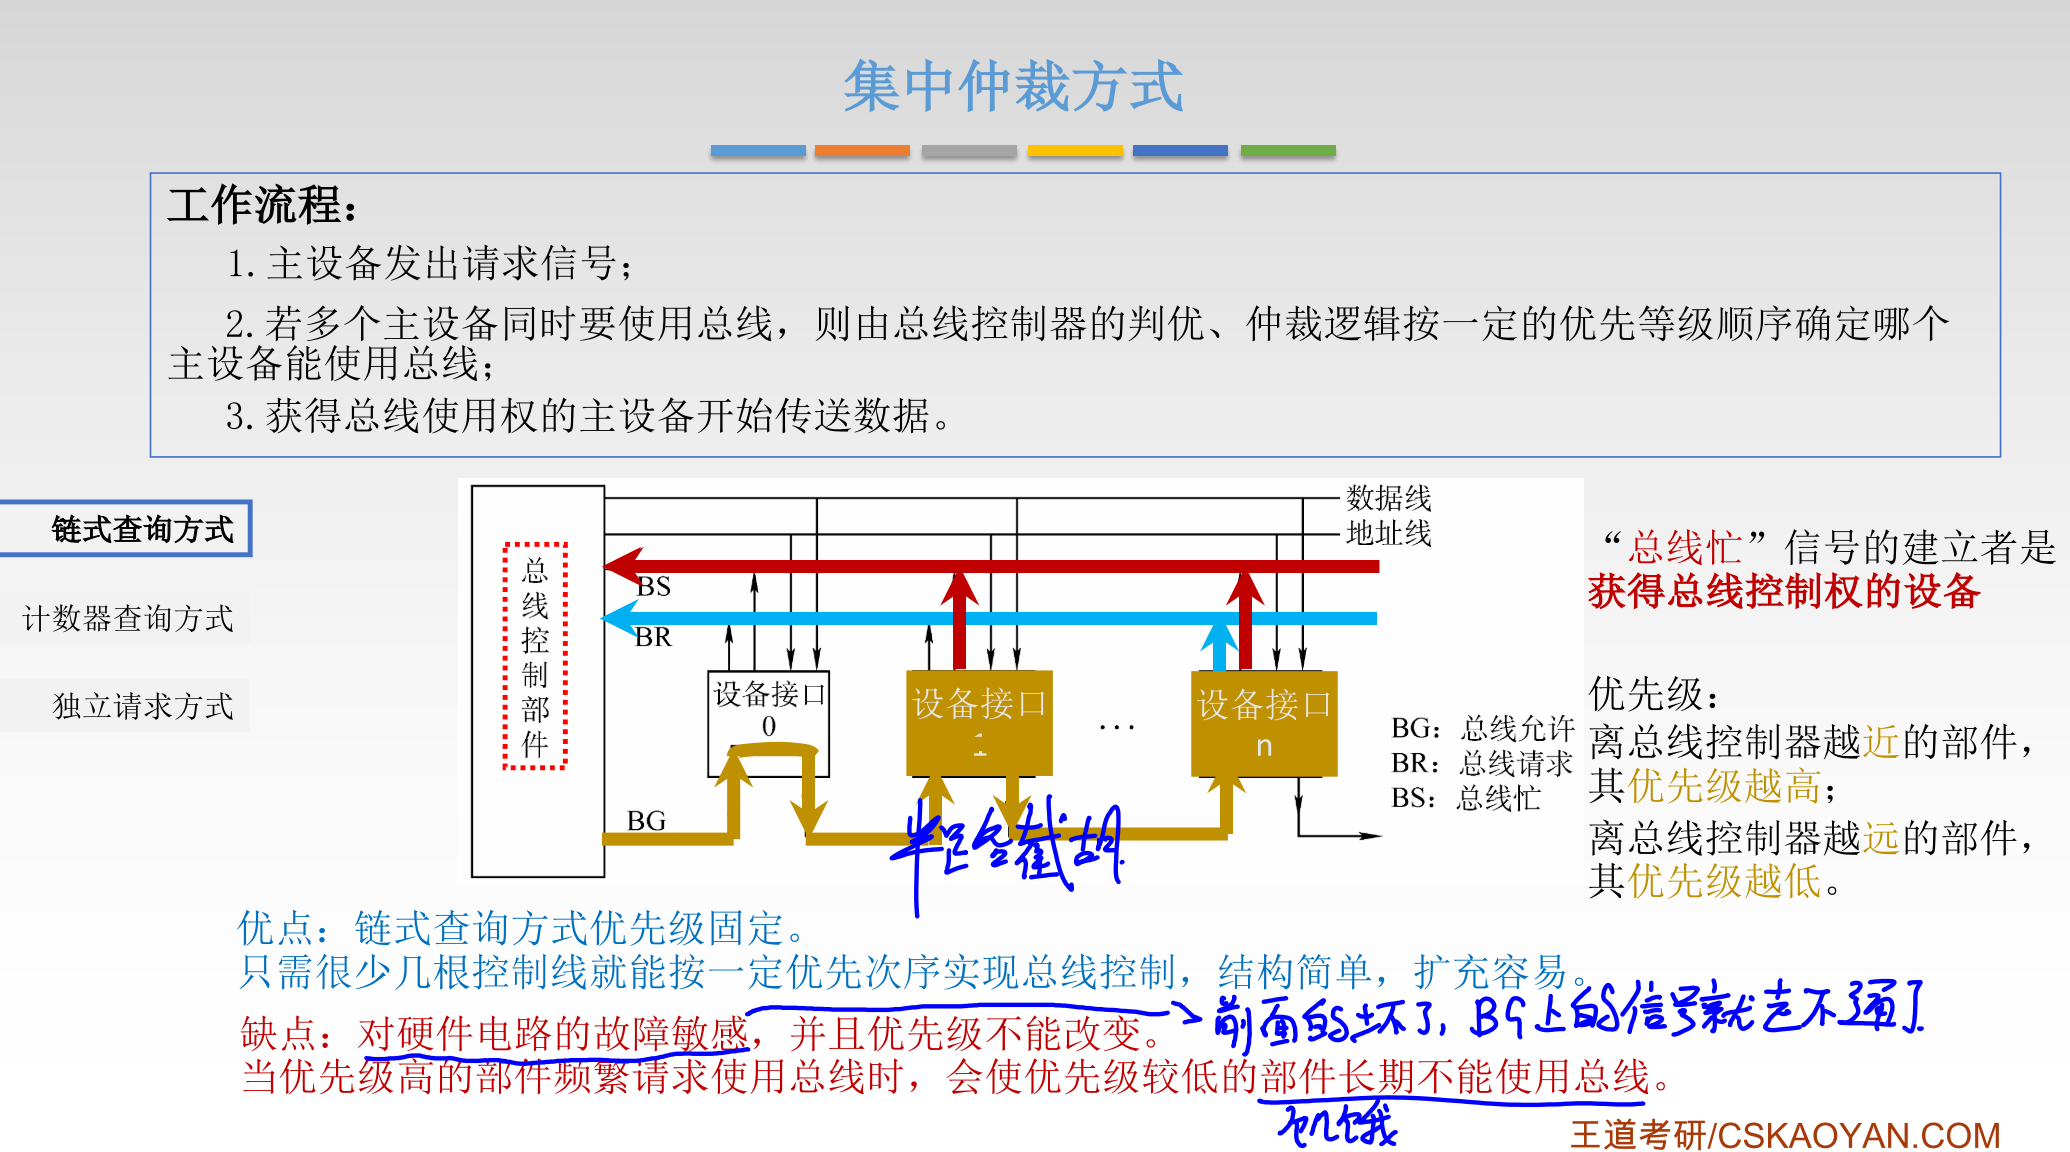 集中仲裁方式
工作流程：
1.主设备发出请求信号；
2.若多个主设备同时要使用总线，则由总线控制器的判优、仲裁逻辑按一定的优先等级顺序确定哪个
主设备能使用总线；
3.获得总线使用权的主设备开始传送数据。
链式查询方式
计数器查询方式
独立请求方式
总线控制部件
数据线
地址线
BS
BR
设备接口
0
设备接口
1
…
设备接口
n
BG
BG：总线允许
BR：总线请求
BS：总线忙
半路截胡
“总线忙”信号的建立者是
获得总线控制权的设备
优先级：
离总线控制器越近的部件，
其优先级越高；
离总线控制器越远的部件，
其优先级越低。
优点：链式查询方式优先级固定。
只需很少几根控制线就能按一定优先次序实现总线控制，结构简单，扩充容易。
缺点：对硬件电路的故障敏感，并且优先级不能改变。
前面的坏了，BG上的信号就走不通了
当优先级高的部件频繁请求使用总线时，会使优先级较低的部件长期不能使用总线。
饥饿
王道考研/CSKAOYAN.COM